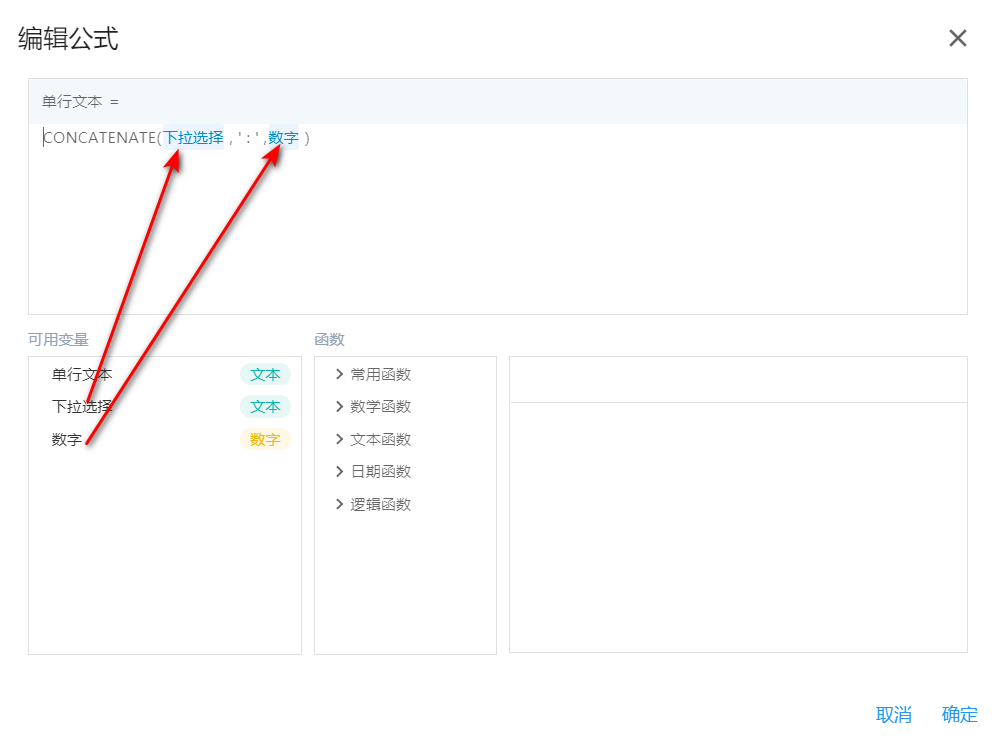 编辑公式
单行文本 =
CONCATENATE(下拉选择 ,':',数字 )
可用变量
函数
单行文本 文本
下拉选择 文本
数字 数字
常用函数
数学函数
文本函数
日期函数
逻辑函数
取消 确定